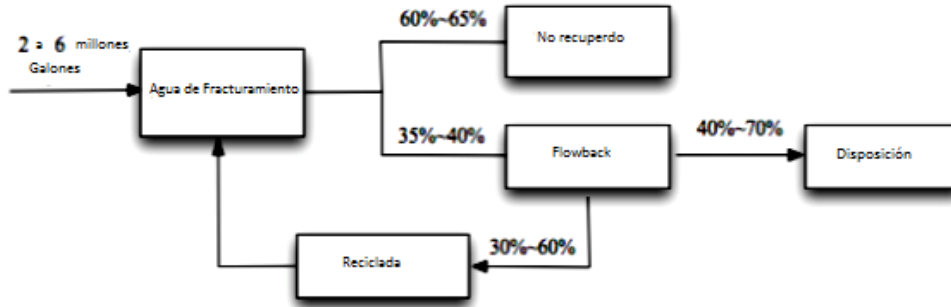 2 a 6 millones
Galones
Agua de Fracturamiento
60%~65%
No recuperdo
35%~40%
Flowback
40%~70%
Disposición
30%~60%
Reciclada